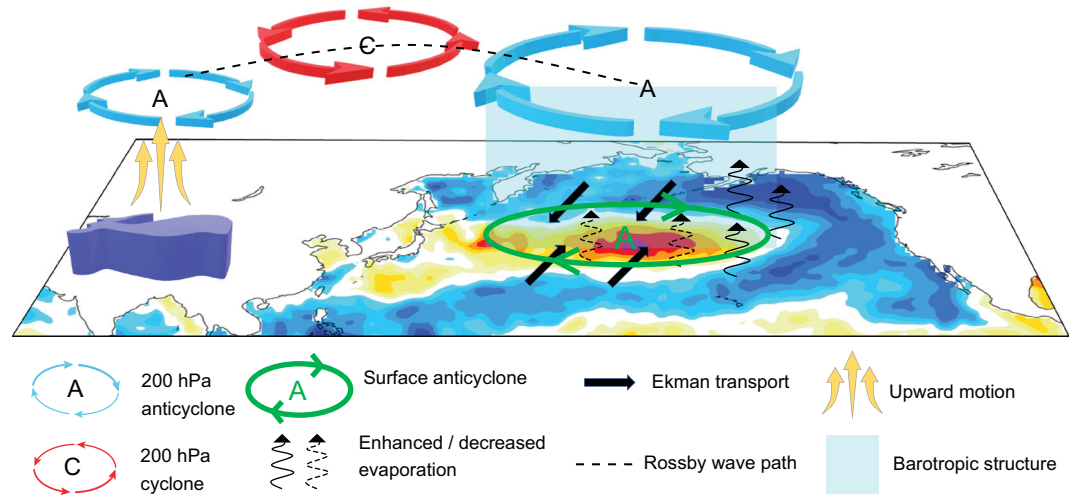 C
A
A
A
A
200 hPa
anticyclone
A
Surface anticyclone
Ekman transport
Upward motion
C
200 hPa
cyclone
Enhanced / decreased
evaporation
Rossby wave path
Barotropic structure